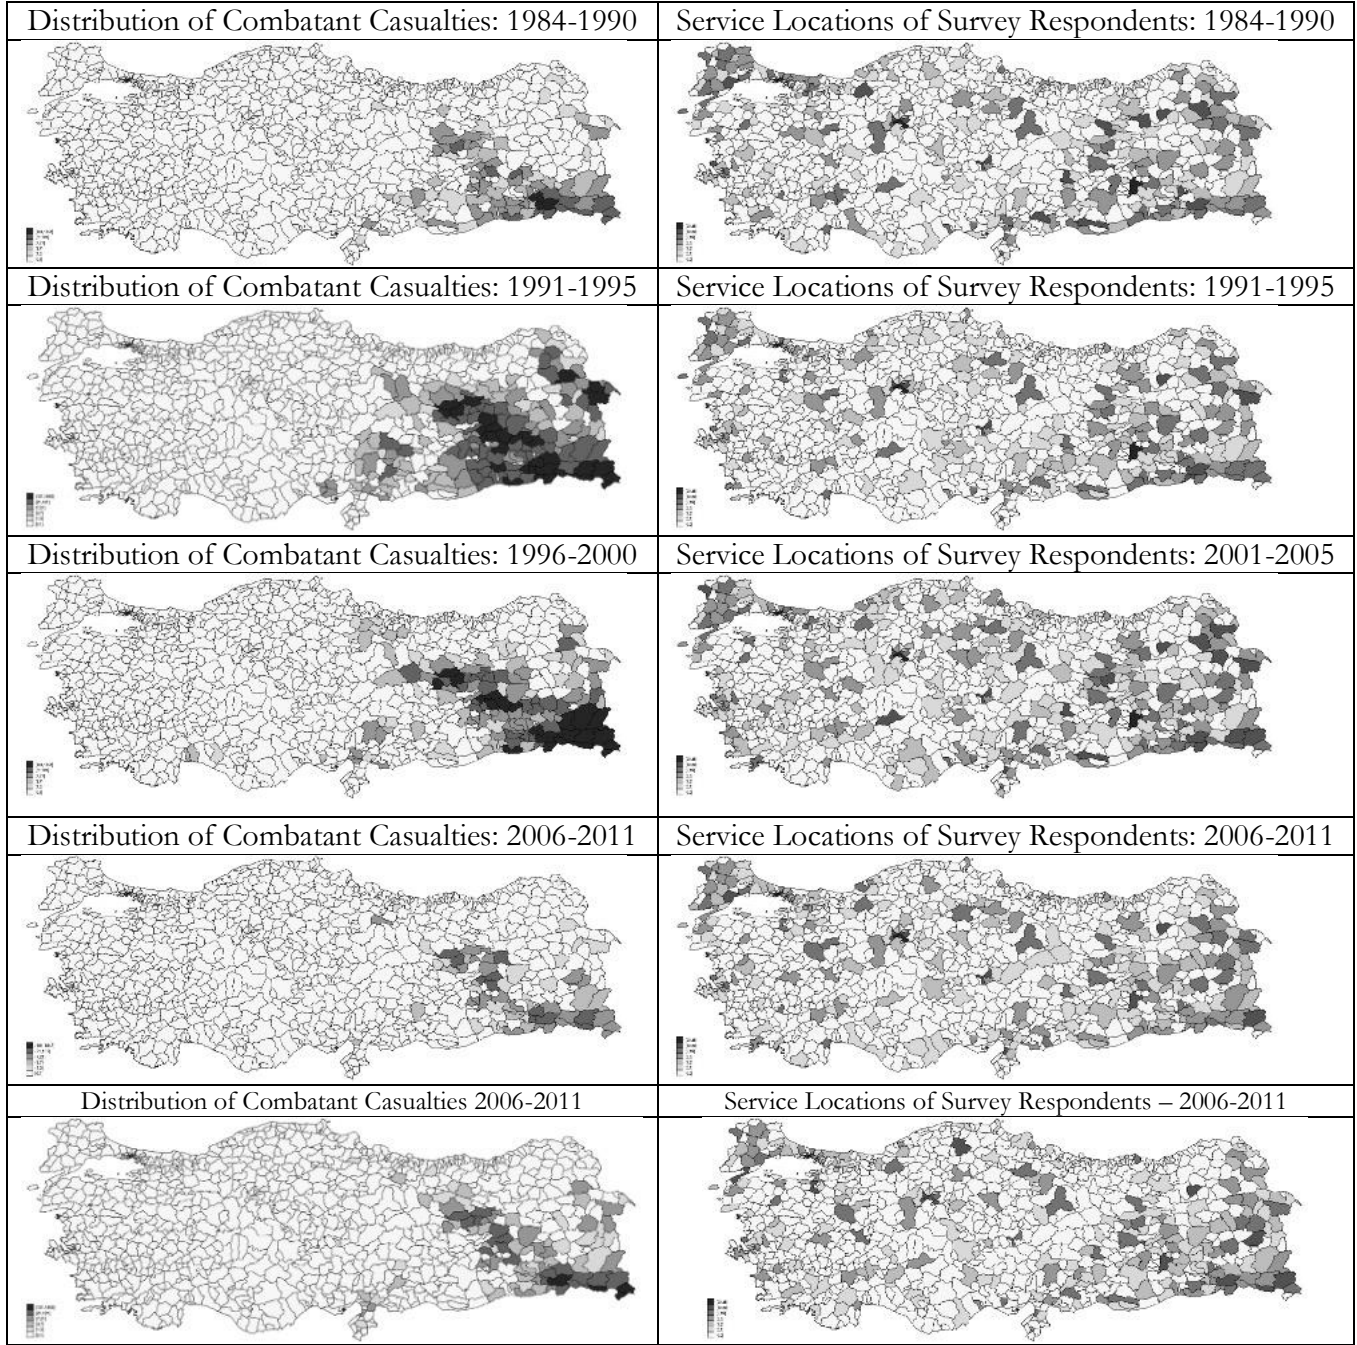 Distribution of Combatant Casualties: 1984-1990
Service Locations of Survey Respondents: 1984-1990
Distribution of Combatant Casualties: 1991-1995
Service Locations of Survey Respondents: 1991-1995
Distribution of Combatant Casualties: 1996-2000
Service Locations of Survey Respondents: 2001-2005
Distribution of Combatant Casualties: 2006-2011
Service Locations of Survey Respondents: 2006-2011
Distribution of Combatant Casualties 2006-2011
Service Locations of Survey Respondents – 2006-2011